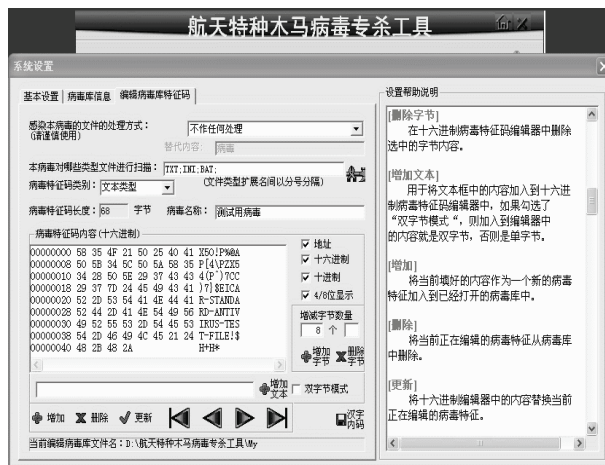 航天特种木马病毒专杀工具
系统设置
基本设置 病毒库信息 编辑病毒库特征码
感染本病毒的文件的处理方式：
(请谨慎使用)
不作任何处理
替代内容: 病毒
本病毒对哪些类型文件进行扫描: TXT;INI;BAT;
病毒特征码类别: 文本类型 (文件类型扩展名间以分号分隔)
病毒特征码长度: 68 字节 病毒名称: 测试用病毒
病毒特征码内容(十六进制)
00000000 58 35 4F 21 50 25 40 41 X5O!P%@A
00000008 50 5B 34 5C 50 5A 58 35 P[4\PZX5
00000010 34 28 50 5E 29 37 43 43 4(P^)7CC
00000018 29 37 7D 24 45 49 43 41 )7}$EICA
00000020 52 2D 53 54 41 4E 44 41 R-STANDA
00000028 52 44 2D 41 4E 54 49 56 RD-ANTIV
00000030 49 52 55 53 2D 54 45 53 IRUS-TES
00000038 54 2D 46 49 4C 45 21 24 T-FILE!$
00000040 48 2B 48 2A H+H*
地址
十六进制
十进制
4/8位显示
增减字节数量
8 个
增加字节 删除字节
增加文本 双字节模式
增加 删除 更新 汉字内码
当前编辑病毒库文件名：D:\航天特种木马病毒专杀工具\My
设置帮助说明
[删除字节]
在十六进制病毒特征码编辑器中删除
选中的字节内容。
[增加文本]
用于将文本框中的内容加入到十六进
制病毒特征码编辑器中，如果勾选了
“双字节模式“，则加入到编辑器中
的内容就是双字节，否则是单字节。
[增加]
将当前填好的内容作为一个新的病毒
特征加入到已经打开的病毒库中。
[删除]
将当前正在编辑的病毒特征从病毒库
中删除。
[更新]
将十六进制编辑器中的内容替换当前
正在编辑的病毒特征。